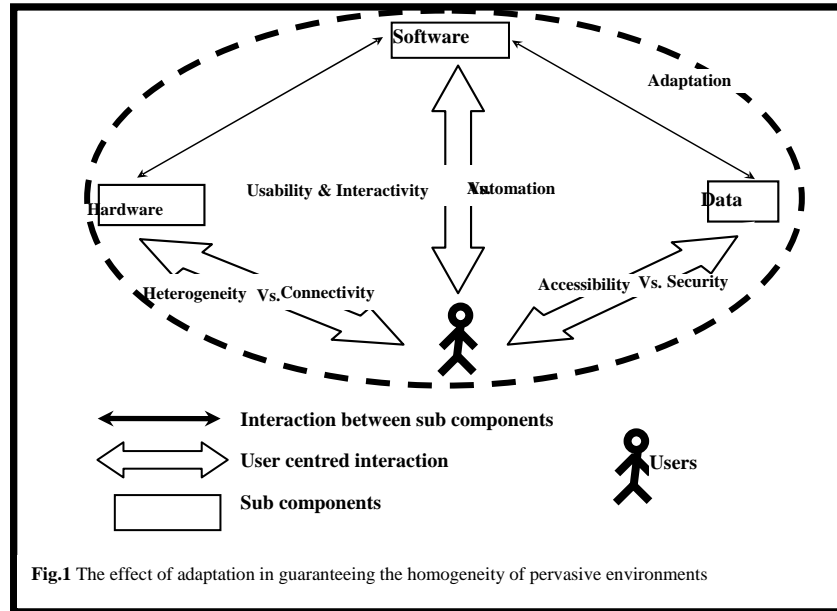 Software
Adaptation
Usability & Interactivity Vs. Automation
Hardware
Data
Heterogeneity Vs. Connectivity
Accessibility Vs. Security
Interaction between sub components
User centred interaction
Users
Sub components
Fig.1 The effect of adaptation in guaranteeing the homogeneity of pervasive environments